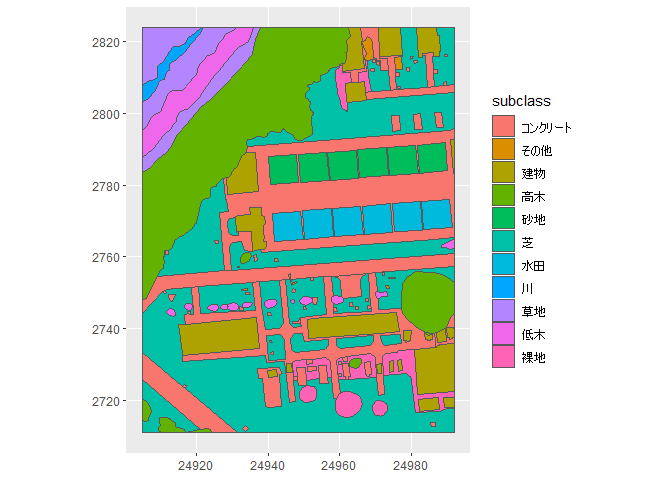 2820
2800
2780
2760
2740
2720
24920 24940 24960 24980
subclass
コンクリート
その他
建物
高木
砂地
芝
水田
川
草地
低木
裸地